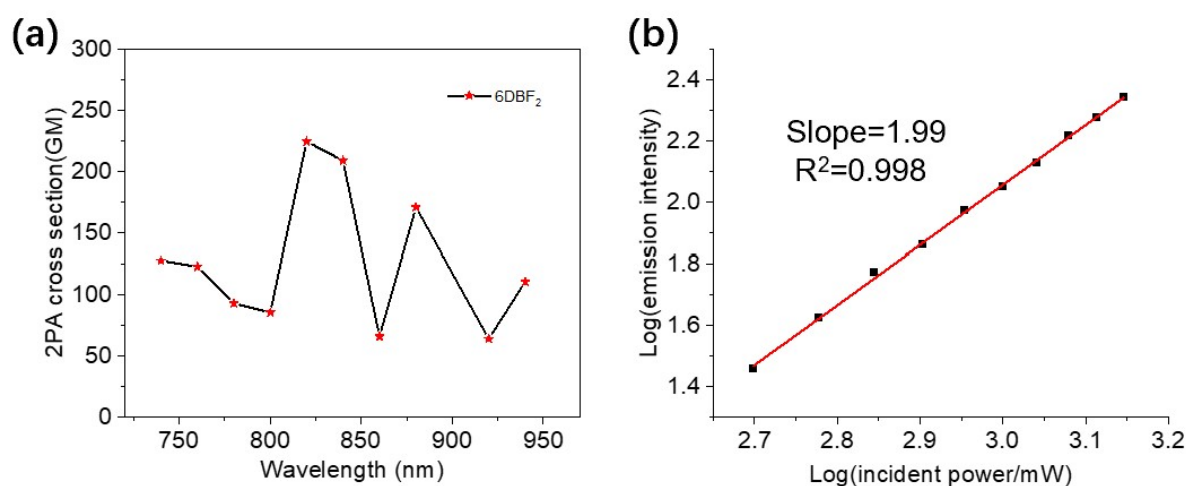 (a)
300
250
200
150
100
50
0
2PA cross section(GM)
6DBF₂
750 800 850 900 950
Wavelength (nm)
(b)
2.4
2.2
2.0
1.8
1.6
1.4
Log(emission intensity)
Slope=1.99
R²=0.998
2.7 2.8 2.9 3.0 3.1 3.2
Log(incident power/mW)